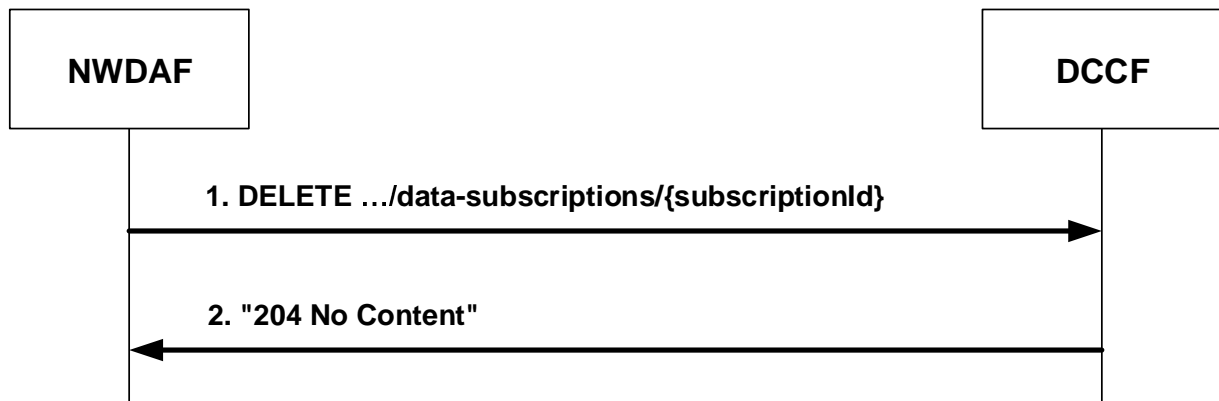 NWDAF
DCCF
1. DELETE …/data-subscriptions/{subscriptionId}
2. "204 No Content"